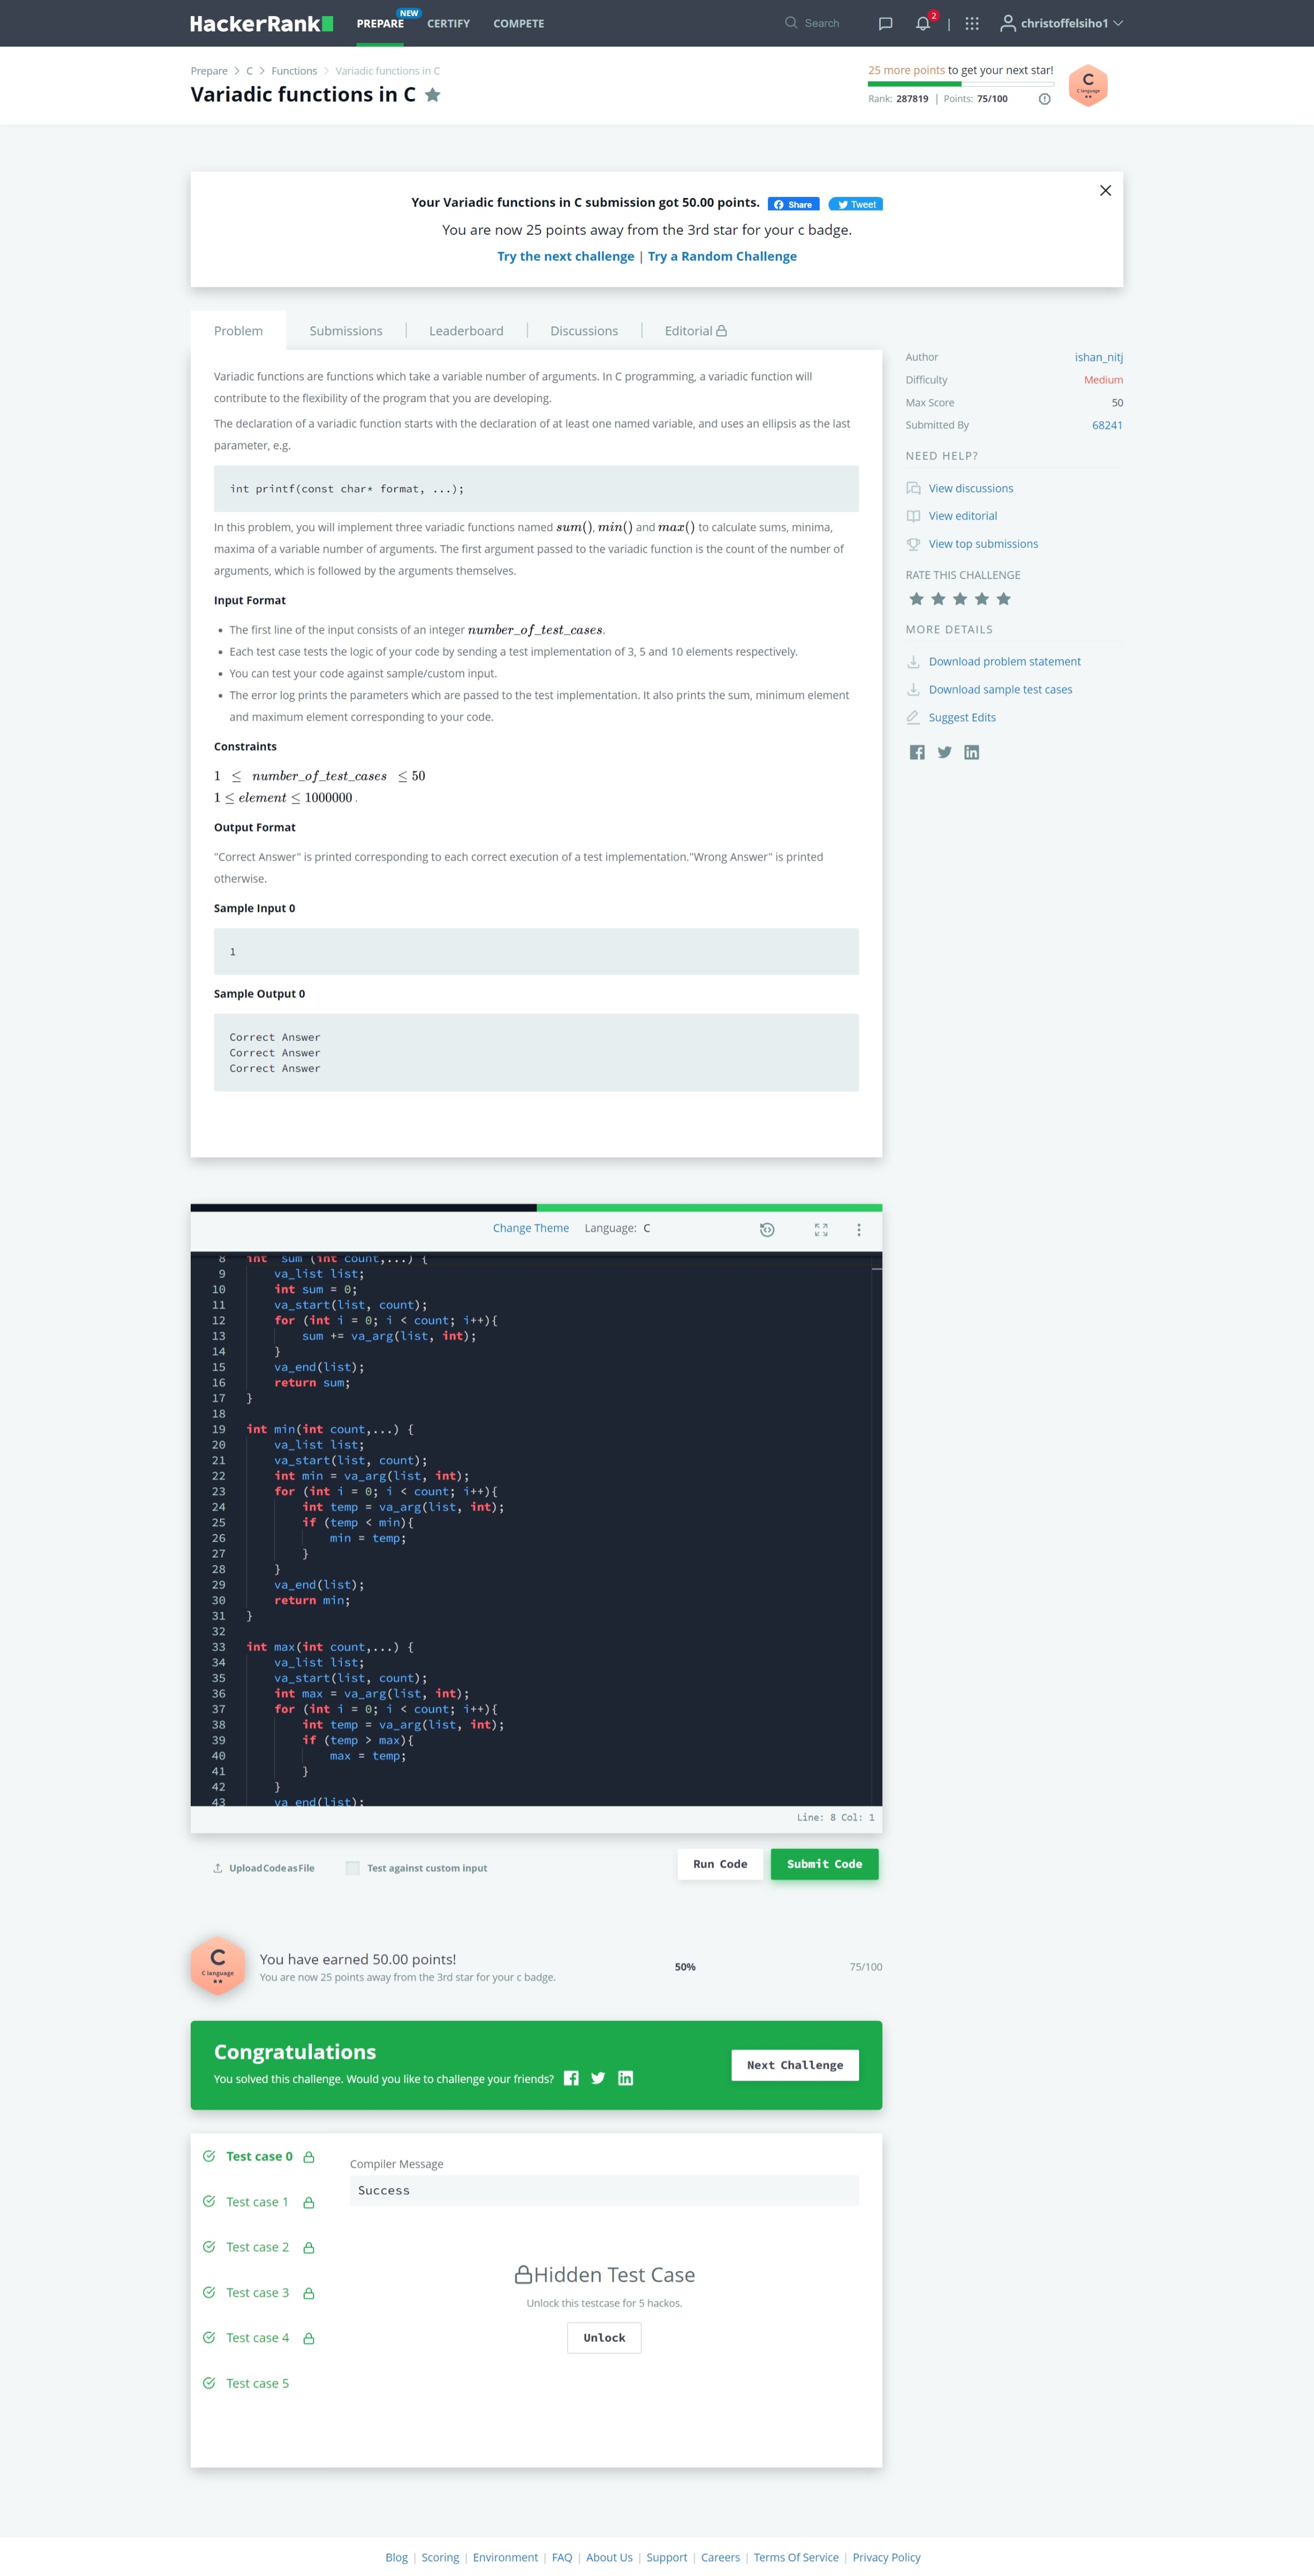 HackerRank
PREPARE
NEW
CERTIFY
COMPETE
Search
2
christoffelsiho1
Prepare > C > Functions > Variadic functions in C
Variadic functions in C
25 more points to get your next star!
Rank: 287819 | Points: 75/100
C
C language
Your Variadic functions in C submission got 50.00 points. Share Tweet
You are now 25 points away from the 3rd star for your c badge.
Try the next challenge | Try a Random Challenge
Problem
Submissions
Leaderboard
Discussions
Editorial
Variadic functions are functions which take a variable number of arguments. In C programming, a variadic function will
contribute to the flexibility of the program that you are developing.
The declaration of a variadic function starts with the declaration of at least one named variable, and uses an ellipsis as the last
parameter, e.g.
int printf(const char* format, ...);
In this problem, you will implement three variadic functions named sum(), min() and max() to calculate sums, minima,
maxima of a variable number of arguments. The first argument passed to the variadic function is the count of the number of
arguments, which is followed by the arguments themselves.
Input Format
• The first line of the input consists of an integer number_of_test_cases.
• Each test case tests the logic of your code by sending a test implementation of 3, 5 and 10 elements respectively.
• You can test your code against sample/custom input.
• The error log prints the parameters which are passed to the test implementation. It also prints the sum, minimum element
and maximum element corresponding to your code.
Constraints
1 ≤ number_of_test_cases ≤ 50
1 ≤ element ≤ 1000000 .
Output Format
"Correct Answer" is printed corresponding to each correct execution of a test implementation."Wrong Answer" is printed
otherwise.
Sample Input 0
1
Sample Output 0
Correct Answer
Correct Answer
Correct Answer
Author ishan_nitj
Difficulty Medium
Max Score 50
Submitted By 68241
NEED HELP?
View discussions
View editorial
View top submissions
RATE THIS CHALLENGE
MORE DETAILS
Download problem statement
Download sample test cases
Suggest Edits
Change Theme Language: C
8 int sum (int count,...) {
9 va_list list;
10 int sum = 0;
11 va_start(list, count);
12 for (int i = 0; i < count; i++){
13 sum += va_arg(list, int);
14 }
15 va_end(list);
16 return sum;
17 }
18
19 int min(int count,...) {
20 va_list list;
21 va_start(list, count);
22 int min = va_arg(list, int);
23 for (int i = 0; i < count; i++){
24 int temp = va_arg(list, int);
25 if (temp < min){
26 min = temp;
27 }
28 }
29 va_end(list);
30 return min;
31 }
32
33 int max(int count,...) {
34 va_list list;
35 va_start(list, count);
36 int max = va_arg(list, int);
37 for (int i = 0; i < count; i++){
38 int temp = va_arg(list, int);
39 if (temp > max){
40 max = temp;
41 }
42 }
43 va_end(list);
Line: 8 Col: 1
Upload Code as File
Test against custom input
Run Code
Submit Code
C
C language
You have earned 50.00 points!
You are now 25 points away from the 3rd star for your c badge.
50%
75/100
Congratulations
You solved this challenge. Would you like to challenge your friends?
Next Challenge
Test case 0
Test case 1
Test case 2
Test case 3
Test case 4
Test case 5
Compiler Message
Success
Hidden Test Case
Unlock this testcase for 5 hackos.
Unlock
Blog | Scoring | Environment | FAQ | About Us | Support | Careers | Terms Of Service | Privacy Policy